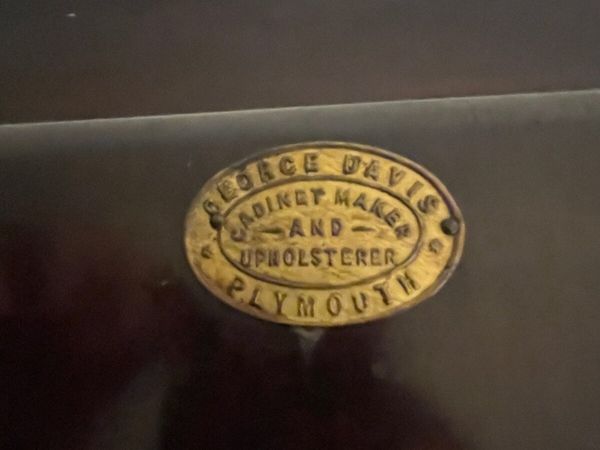 GEORGE DAVIS
CABINET MAKER
AND
UPHOLSTERER
PLYMOUTH